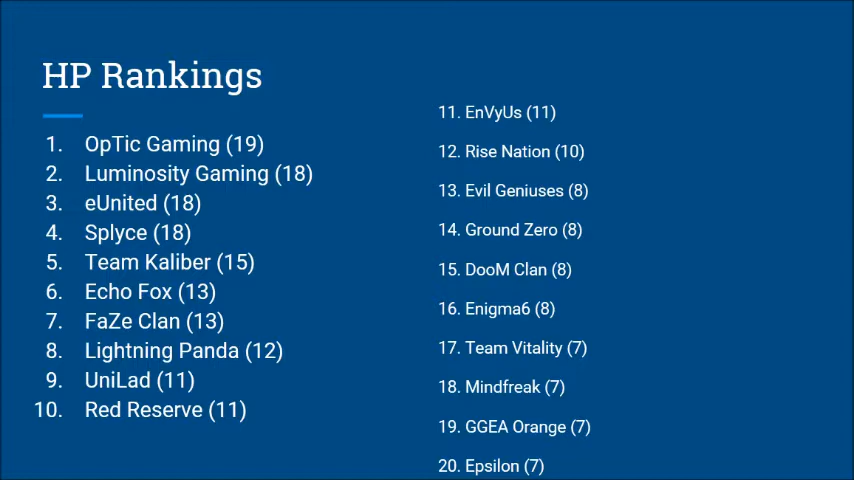 HP Rankings
1. OpTic Gaming (19)
2. Luminosity Gaming (18)
3. eUnited (18)
4. Splyce (18)
5. Team Kaliber (15)
6. Echo Fox (13)
7. FaZe Clan (13)
8. Lightning Panda (12)
9. UniLad (11)
10. Red Reserve (11)
11. EnVyUs (11)
12. Rise Nation (10)
13. Evil Geniuses (8)
14. Ground Zero (8)
15. DooM Clan (8)
16. Enigma6 (8)
17. Team Vitality (7)
18. Mindfreak (7)
19. GGEA Orange (7)
20. Epsilon (7)